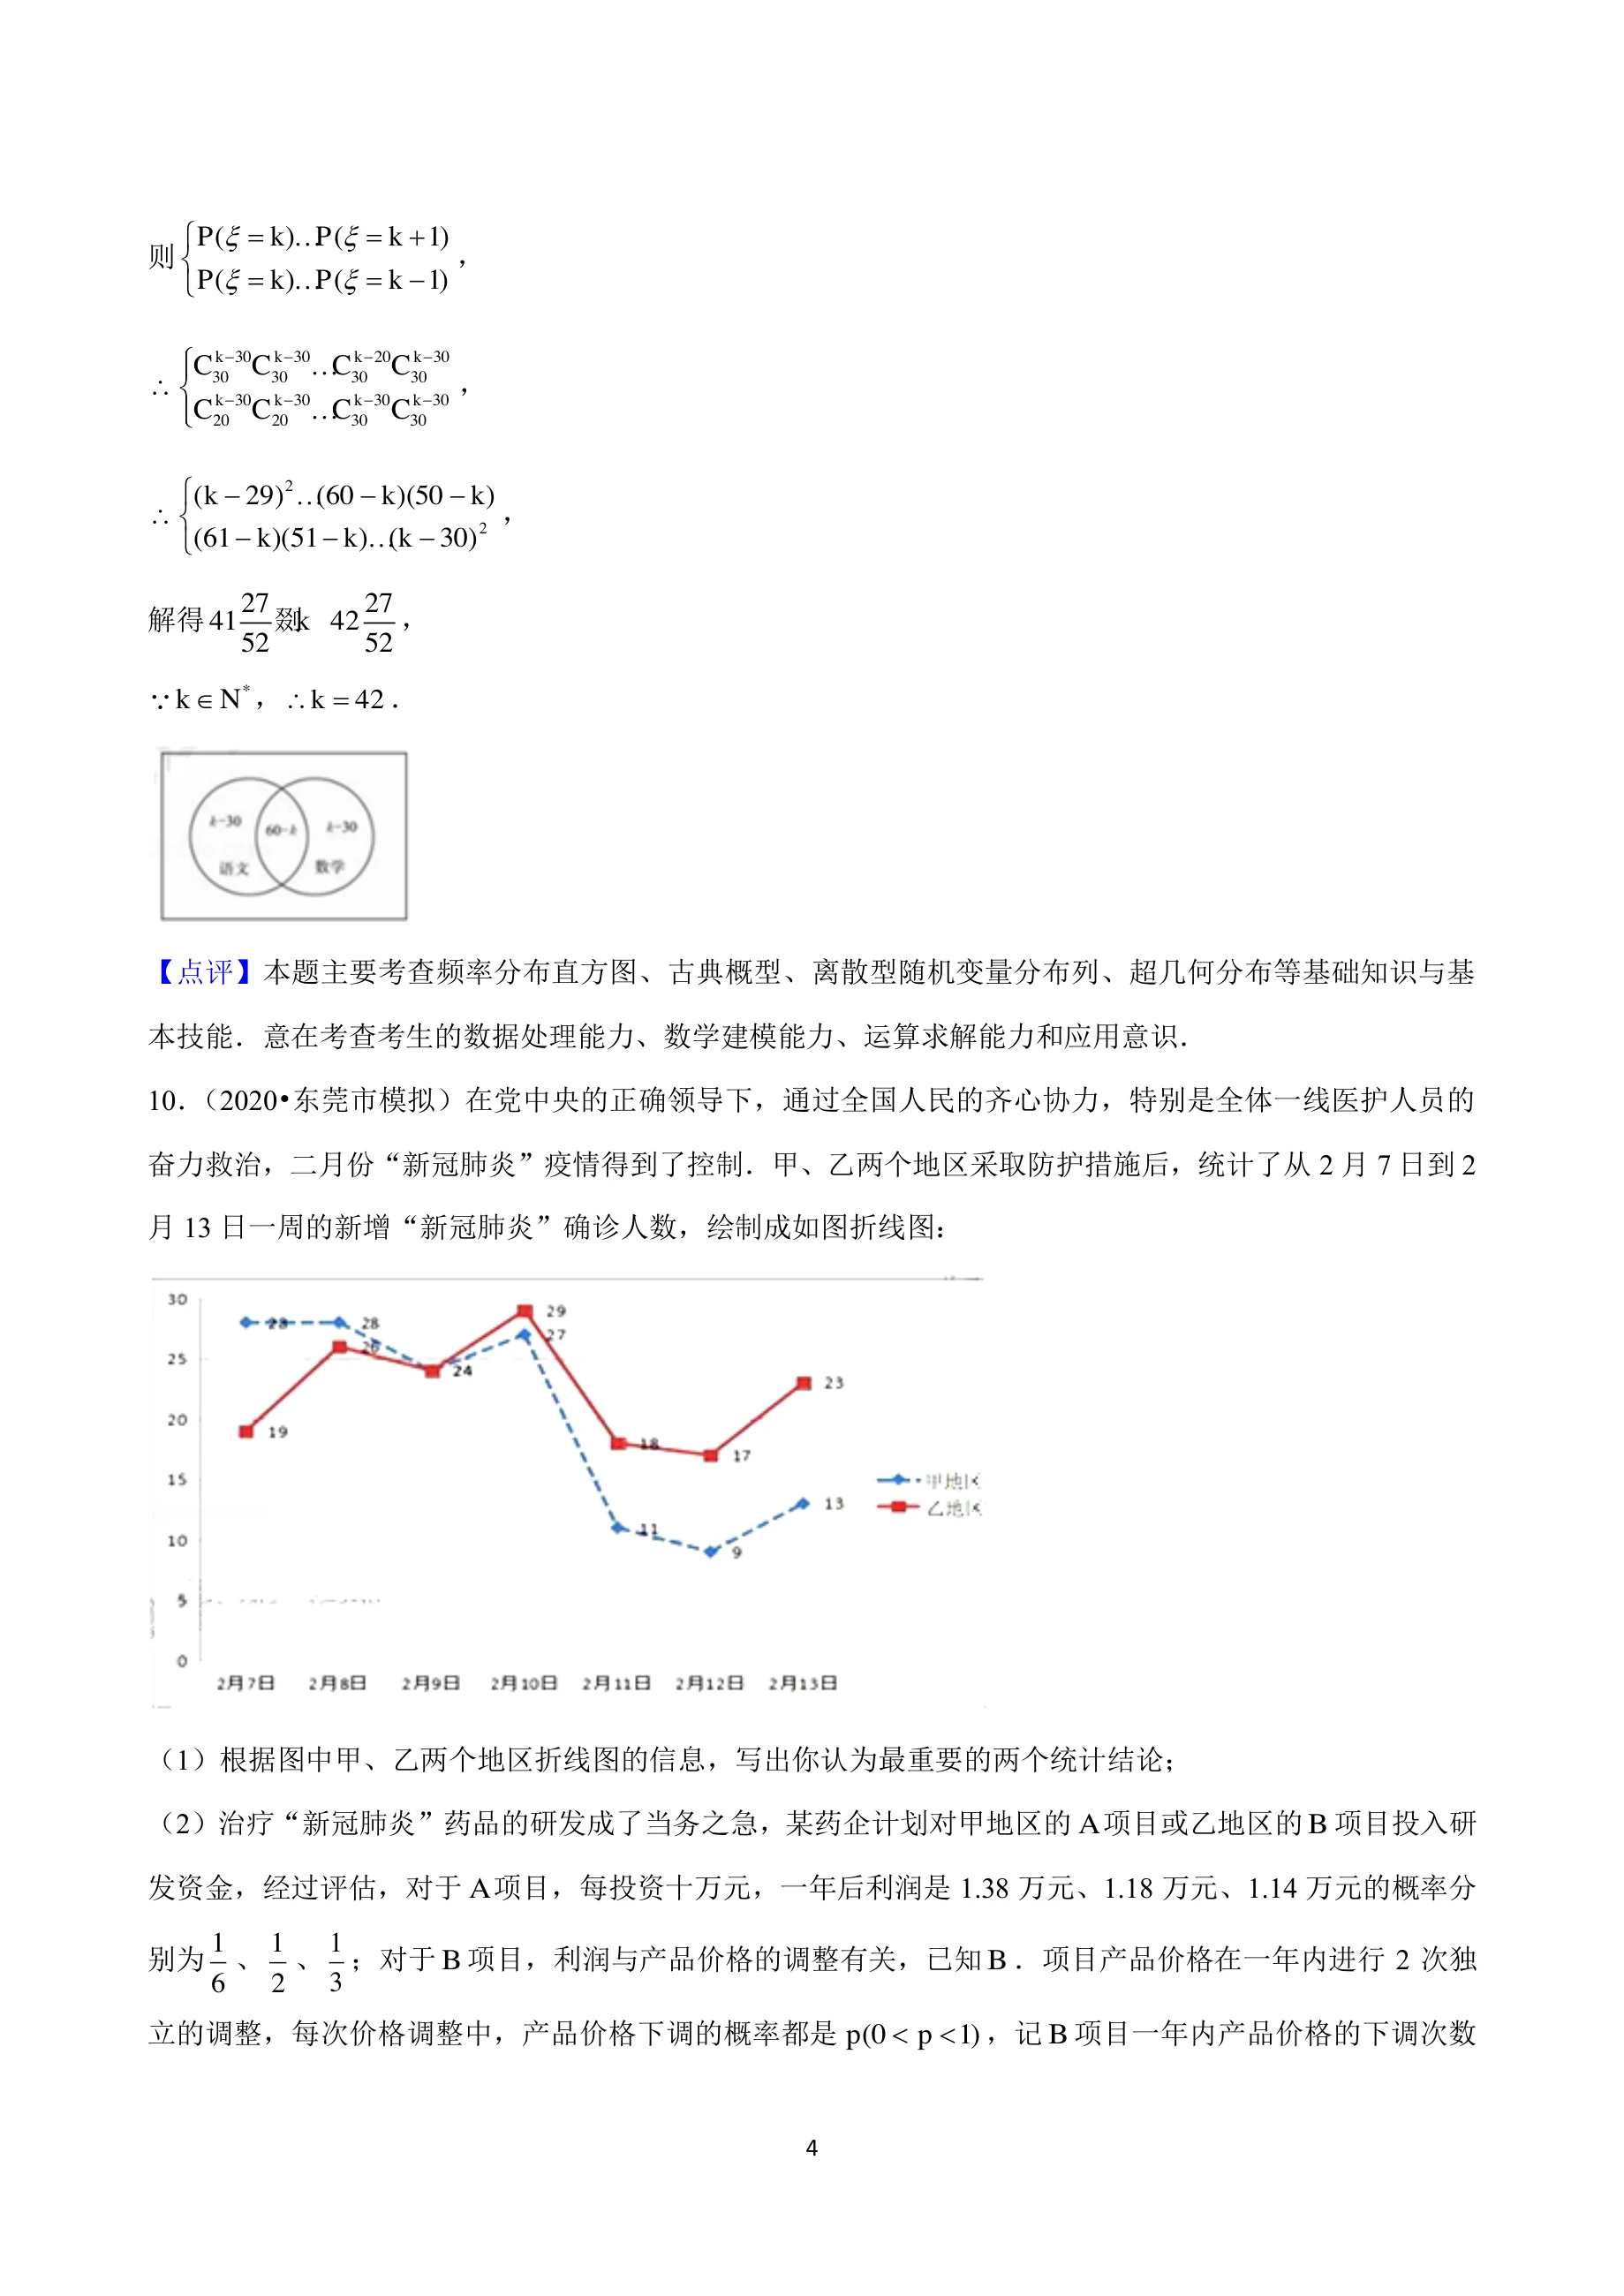 则{P(ξ=k)…P(ξ=k+1)
P(ξ=k)…P(ξ=k−1)，
∴{C_{30}^{k−30}C_{30}^{k−30}…C_{30}^{k−20}C_{30}^{k−30}
C_{20}^{k−30}C_{20}^{k−30}…C_{30}^{k−30}C_{30}^{k−30}，
∴{(k−29)²…(60−k)(50−k)
(61−k)(51−k)…(k−30)²，
解得41 27/52 剟k 42 27/52，
∵k∈N*，∴k=42．
k−30 60−k k−30
语文 数学
【点评】本题主要考查频率分布直方图、古典概型、离散型随机变量分布列、超几何分布等基础知识与基
本技能．意在考查考生的数据处理能力、数学建模能力、运算求解能力和应用意识．
10．（2020•东莞市模拟）在党中央的正确领导下，通过全国人民的齐心协力，特别是全体一线医护人员的
奋力救治，二月份“新冠肺炎”疫情得到了控制．甲、乙两个地区采取防护措施后，统计了从 2 月 7 日到 2
月 13 日一周的新增“新冠肺炎”确诊人数，绘制成如图折线图：
30
25
20
15
10
5
0
28 28 27 11 9 13
19 26 24 29 18 17 23
甲地区
乙地区
2月7日 2月8日 2月9日 2月10日 2月11日 2月12日 2月13日
（1）根据图中甲、乙两个地区折线图的信息，写出你认为最重要的两个统计结论；
（2）治疗“新冠肺炎”药品的研发成了当务之急，某药企计划对甲地区的 A项目或乙地区的 B 项目投入研
发资金，经过评估，对于 A项目，每投资十万元，一年后利润是 1.38 万元、1.18 万元、1.14 万元的概率分
别为 1/6 、 1/2 、 1/3；对于 B 项目，利润与产品价格的调整有关，已知 B ．项目产品价格在一年内进行 2 次独
立的调整，每次价格调整中，产品价格下调的概率都是 p(0<p<1)，记 B 项目一年内产品价格的下调次数
4